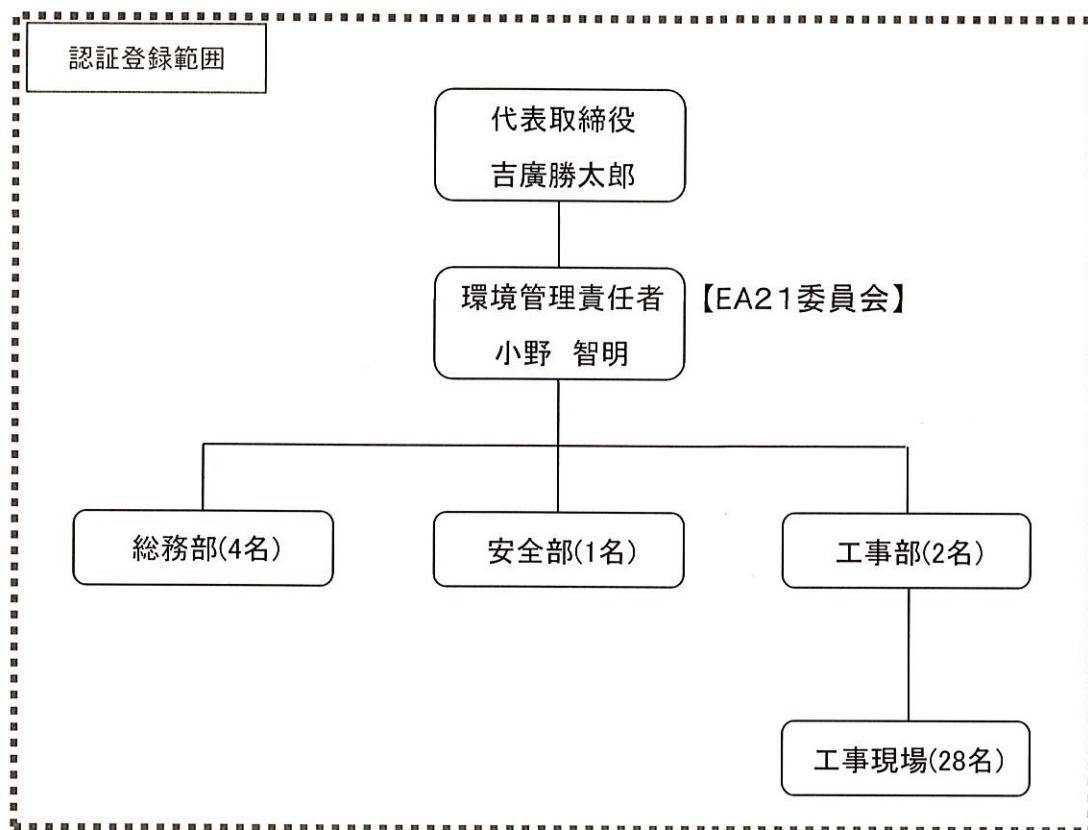 認証登録範囲
代表取締役
吉廣勝太郎
環境管理責任者
【EA21委員会】
小野 智明
総務部(4名)
安全部(1名)
工事部(2名)
工事現場(28名)